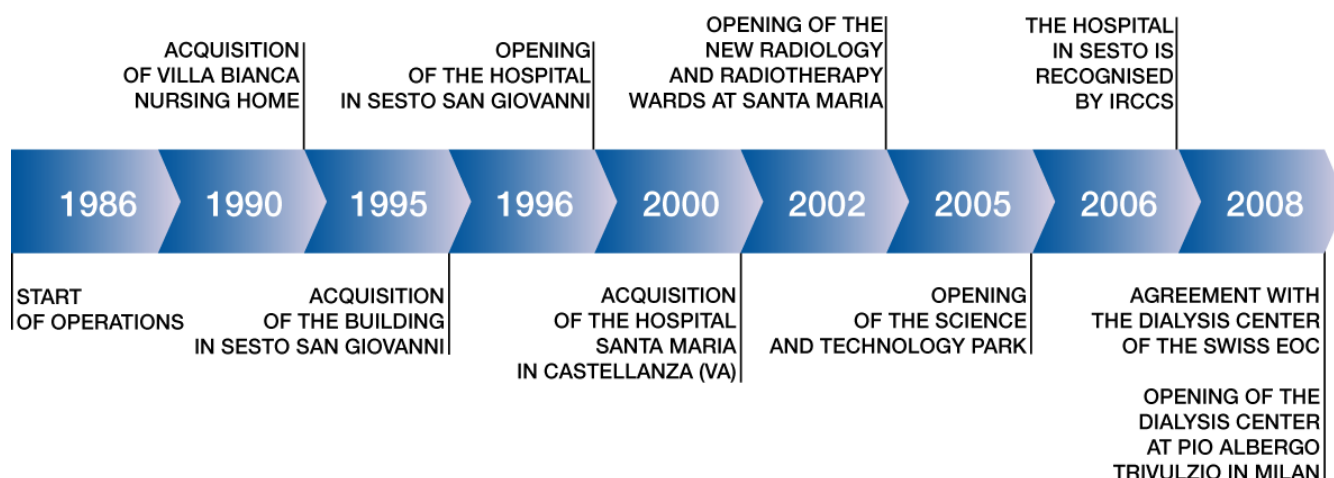 ACQUISITION
OF VILLA BIANCA
NURSING HOME
OPENING
OF THE HOSPITAL
IN SESTO SAN GIOVANNI
OPENING OF THE
NEW RADIOLOGY
AND RADIOTHERAPY
WARDS AT SANTA MARIA
THE HOSPITAL
IN SESTO IS
RECOGNISED
BY IRCCS
1986
1990
1995
1996
2000
2002
2005
2006
2008
START
OF OPERATIONS
ACQUISITION
OF THE BUILDING
IN SESTO SAN GIOVANNI
ACQUISITION
OF THE HOSPITAL
SANTA MARIA
IN CASTELLANZA (VA)
OPENING
OF THE SCIENCE
AND TECHNOLOGY PARK
AGREEMENT WITH
THE DIALYSIS CENTER
OF THE SWISS EOC
OPENING OF THE
DIALYSIS CENTER
AT PIO ALBERGO
TRIVULZIO IN MILAN